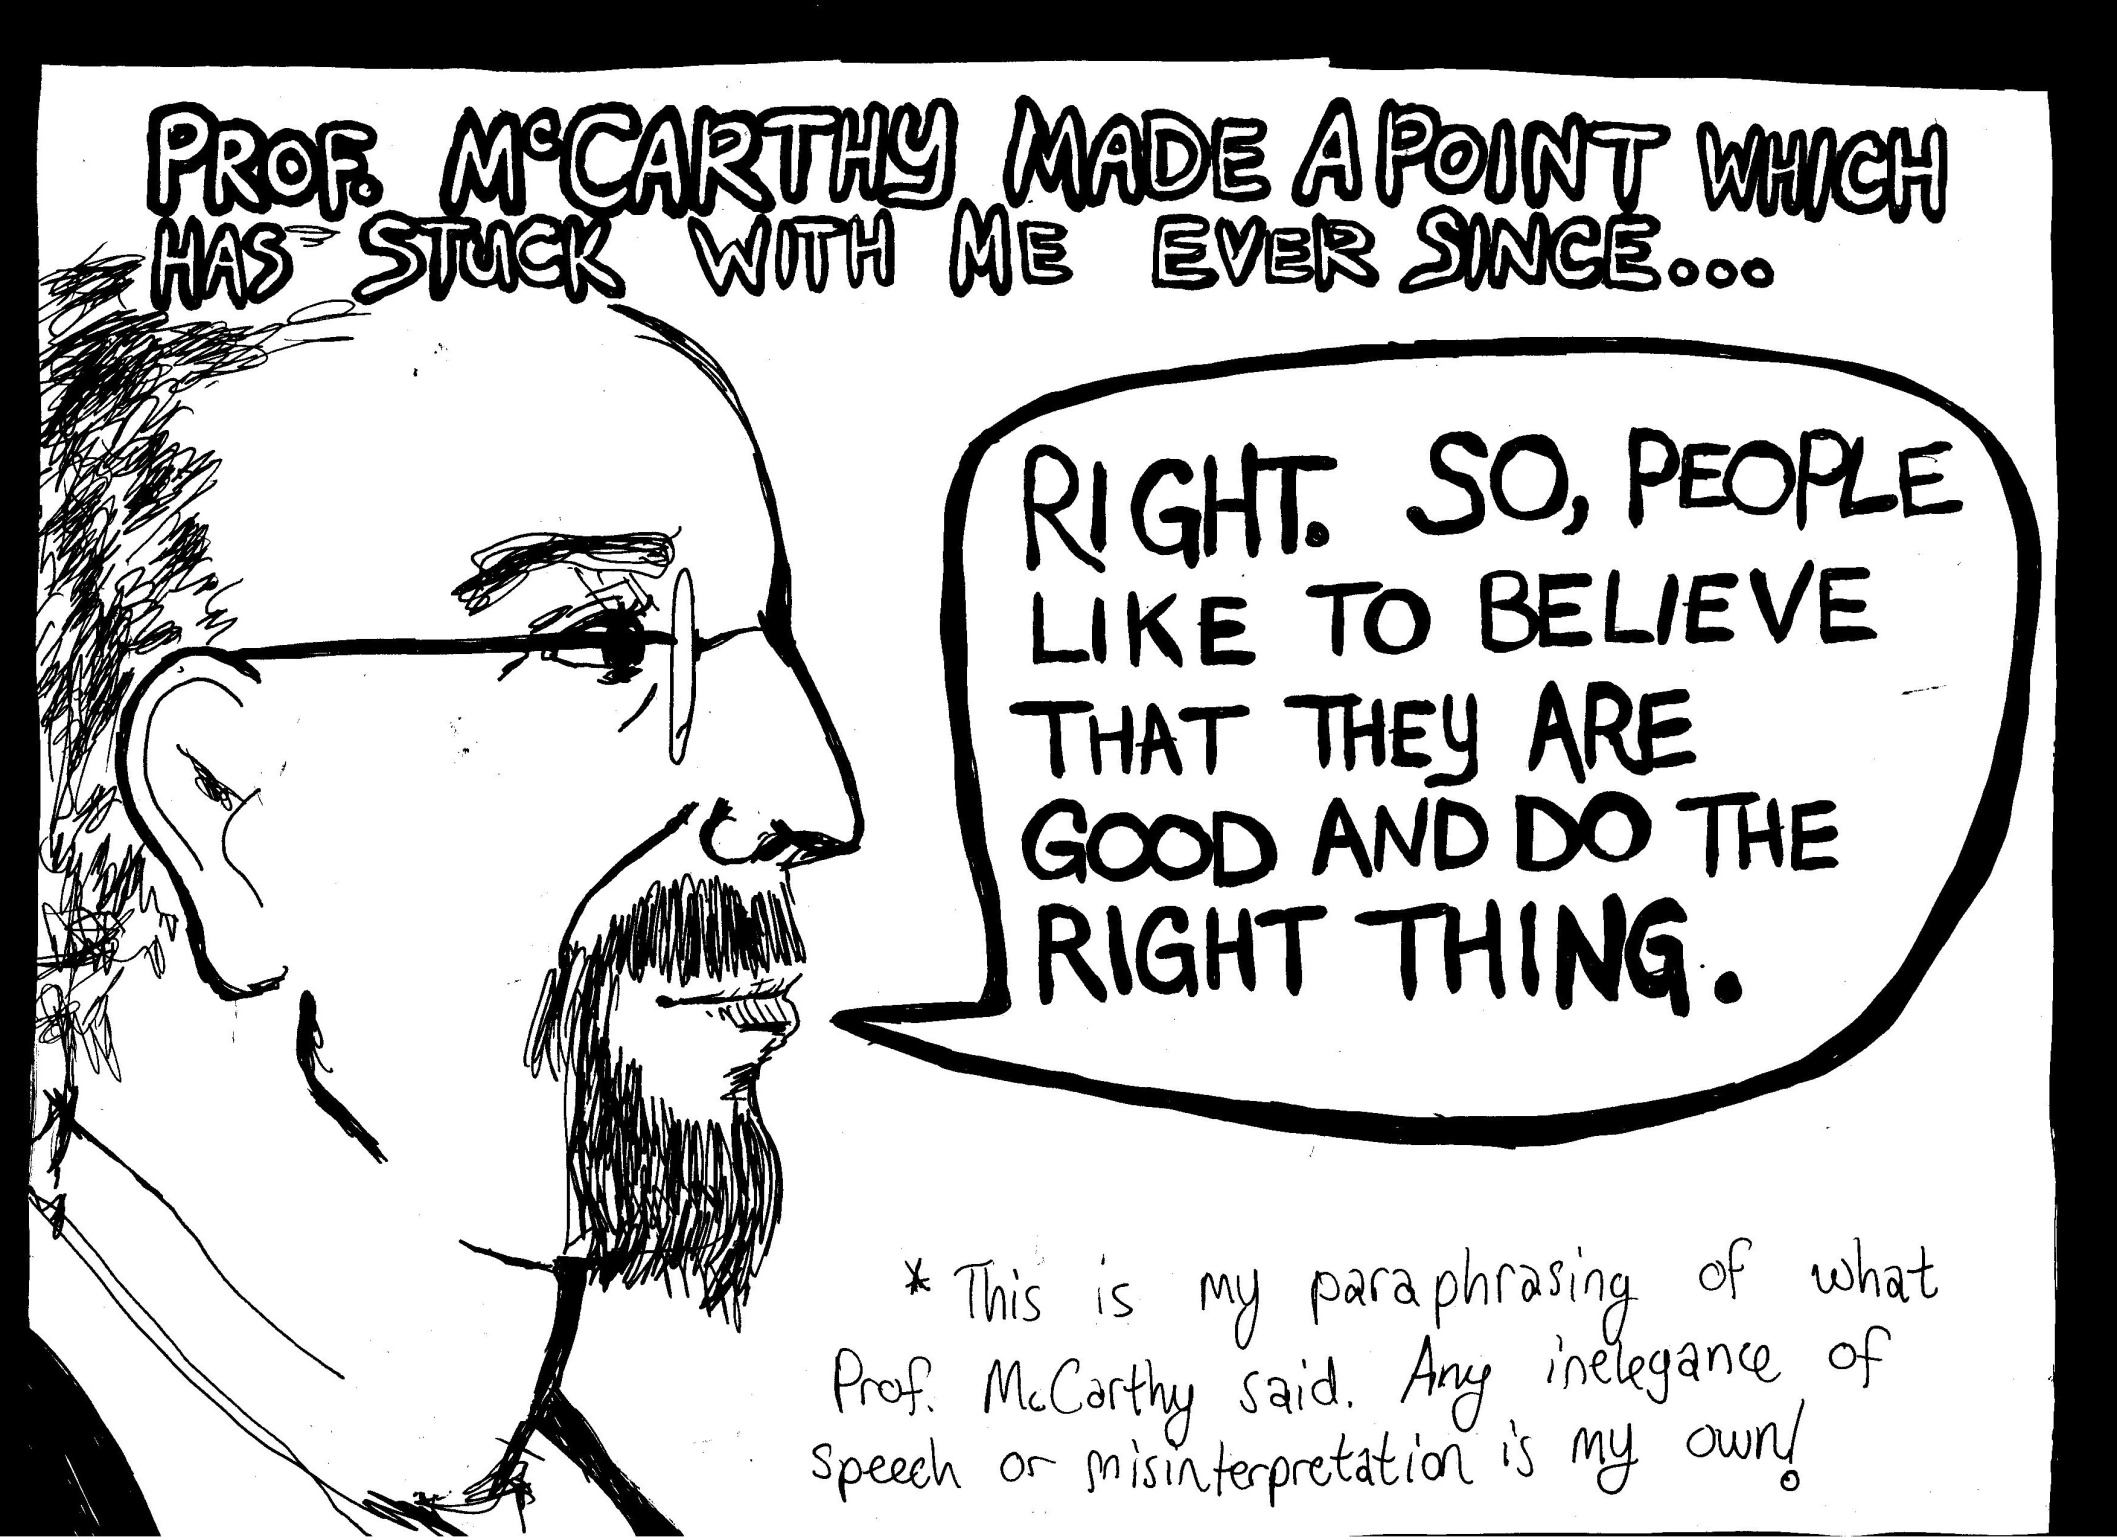 PROF. McCARTHY MADE A POINT WHICH
HAS STUCK WITH ME EVER SINCE...
RIGHT. SO, PEOPLE
LIKE TO BELIEVE
THAT THEY ARE
GOOD AND DO THE
RIGHT THING.
* This is my paraphrasing of what
Prof. McCarthy said. Any inelegance of
speech or misinterpretation is my own!